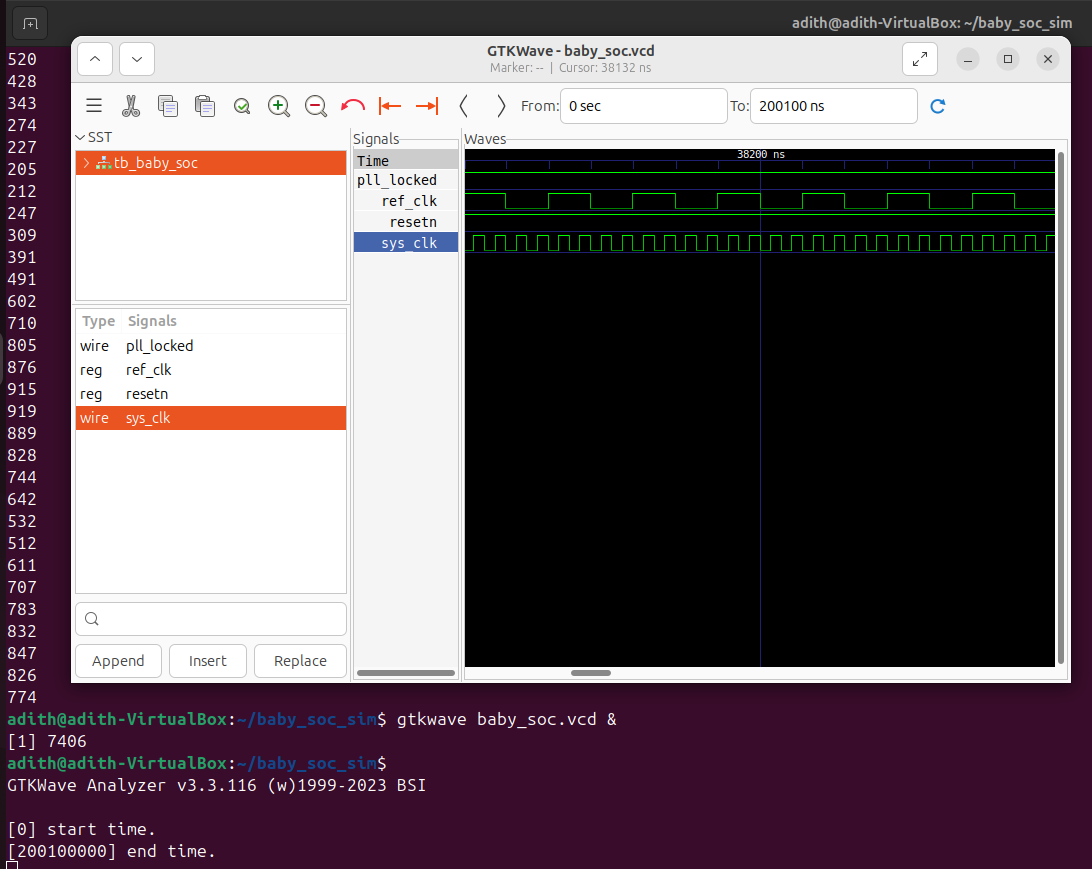 adith@adith-VirtualBox: ~/baby_soc_sim
520
428
343
274
227
205
212
247
309
391
491
602
710
805
876
915
919
889
828
744
642
532
512
611
707
783
832
847
826
774
GTKWave - baby_soc.vcd
Marker: -- | Cursor: 38132 ns
From: 0 sec To: 200100 ns
SST
tb_baby_soc
Type Signals
wire pll_locked
reg ref_clk
reg resetn
wire sys_clk
Append Insert Replace
Signals
Time
pll_locked
ref_clk
resetn
sys_clk
Waves
38200 ns
adith@adith-VirtualBox:~/baby_soc_sim$ gtkwave baby_soc.vcd &
[1] 7406
adith@adith-VirtualBox:~/baby_soc_sim$
GTKWave Analyzer v3.3.116 (w)1999-2023 BSI
[0] start time.
[200100000] end time.